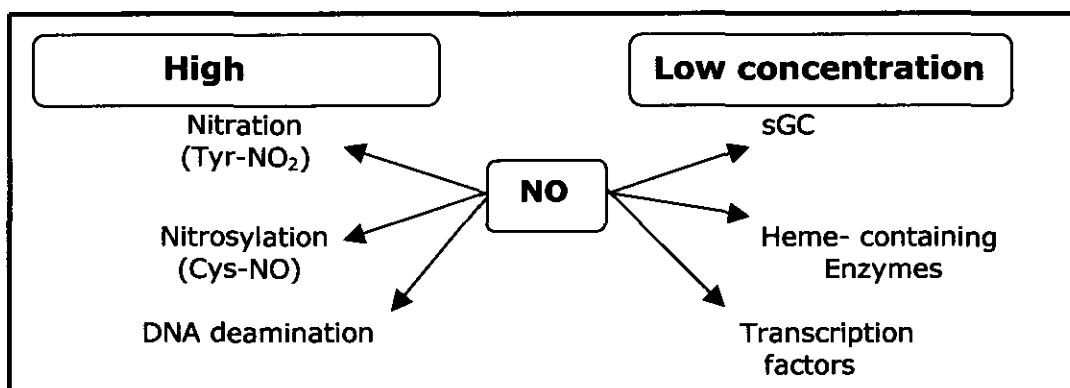 High
Nitration
(Tyr-NO₂)
Nitrosylation
(Cys-NO)
DNA deamination
NO
Low concentration
sGC
Heme- containing
Enzymes
Transcription
factors